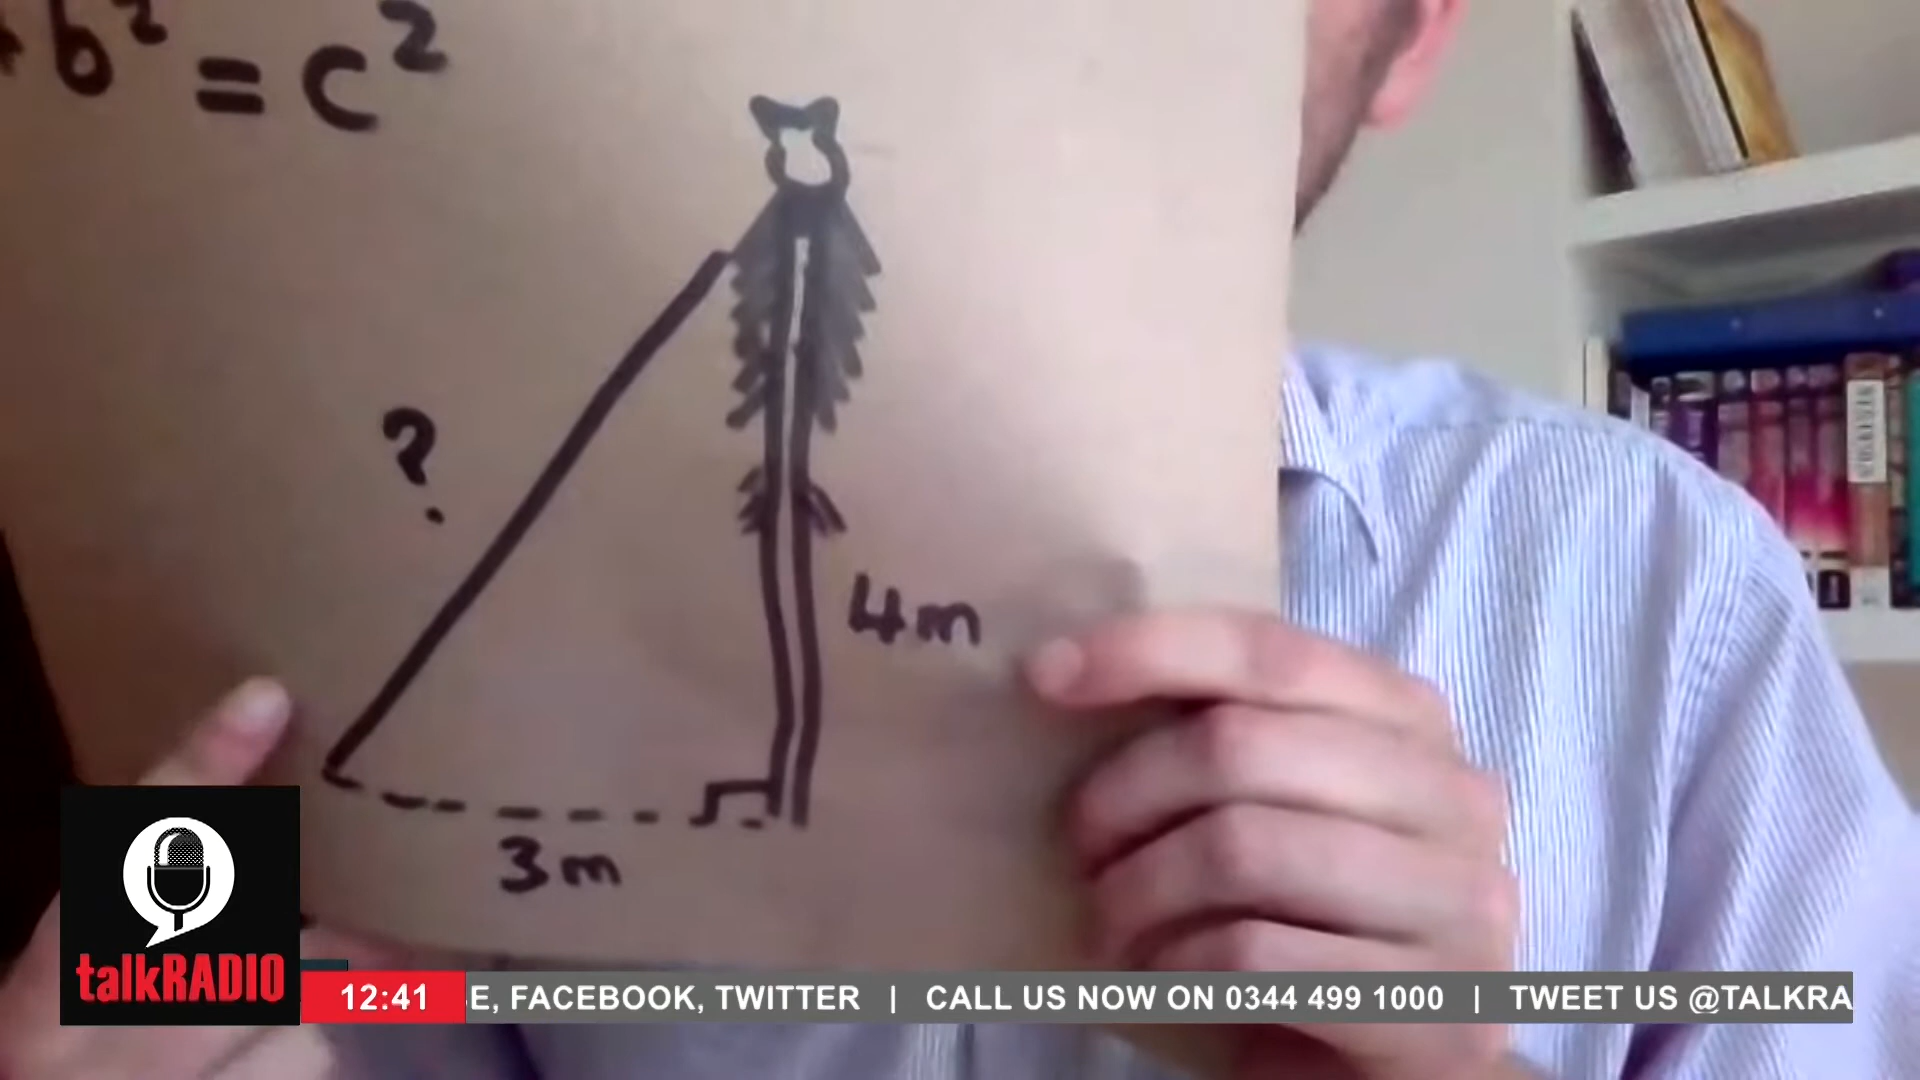 +b² = c²
?
4m
3m
talkRADIO
12:41
E, FACEBOOK, TWITTER | CALL US NOW ON 0344 499 1000 | TWEET US @TALKRA